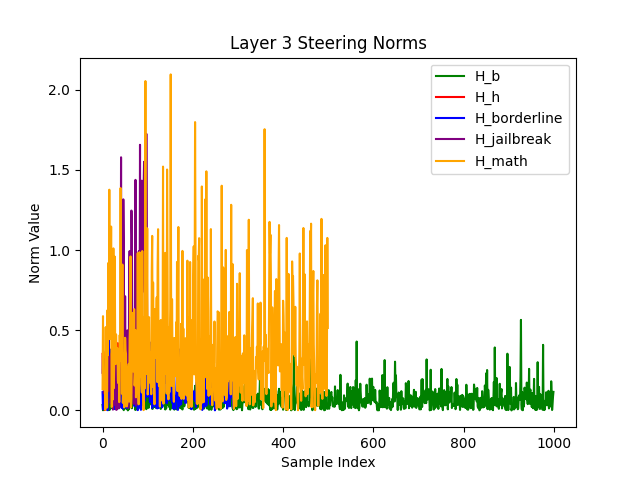 Layer 3 Steering Norms
H_b
H_h
H_borderline
H_jailbreak
H_math
Norm Value
2.0
1.5
1.0
0.5
0.0
0 200 400 600 800 1000
Sample Index